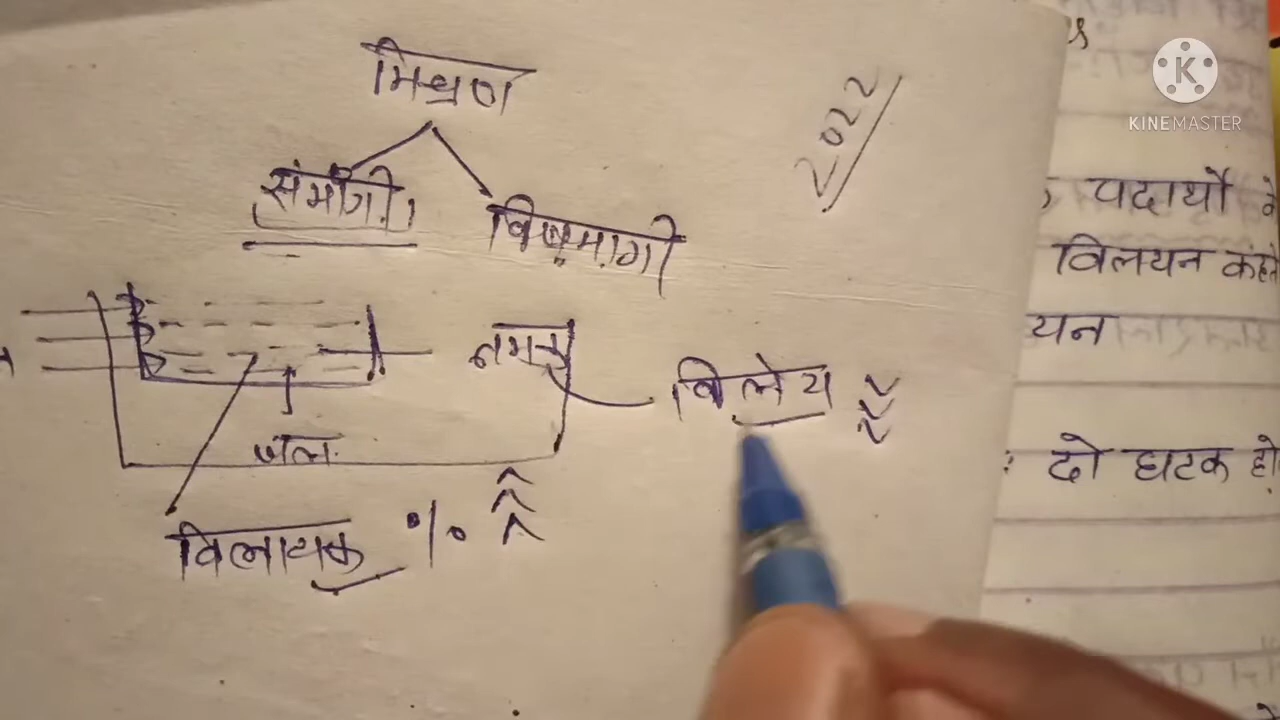 मिश्रण
2022
संमांगी
विषमांगी
जल
नमक
विलेय
विलायक %
पदार्थो
विलयन कहते
यन
दो घटक हो
KINEMASTER